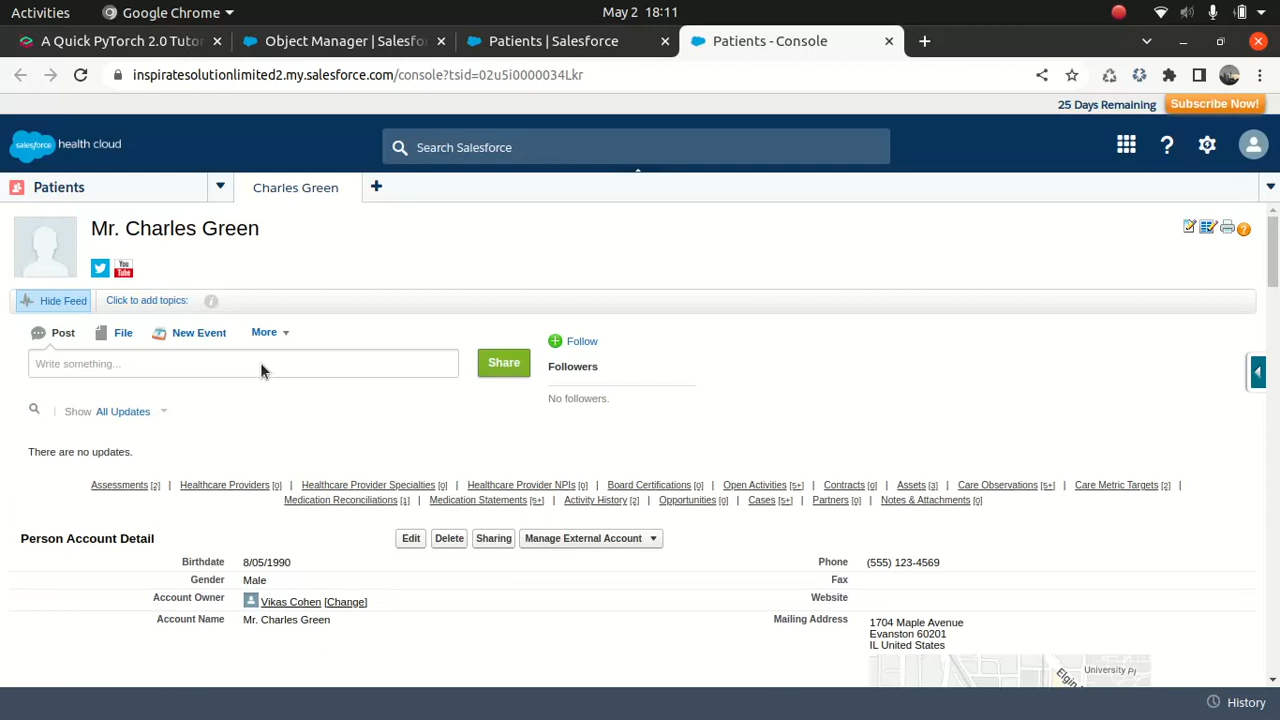 Activities Google Chrome May 2 18:11
A Quick PyTorch 2.0 Tutor Object Manager | Salesfo Patients | Salesforce Patients - Console
inspiratesolutionlimited2.my.salesforce.com/console?tsid=02u5i0000034Lkr
25 Days Remaining Subscribe Now!
salesforce health cloud Search Salesforce
Patients Charles Green
Mr. Charles Green
You Tube
Hide Feed Click to add topics:
Post File New Event More
Write something... Share
Follow
Followers
No followers.
Show All Updates
There are no updates.
Assessments [2] | Healthcare Providers [0] | Healthcare Provider Specialties [0] | Healthcare Provider NPIs [0] | Board Certifications [0] | Open Activities [5+] | Contracts [0] | Assets [3] | Care Observations [5+] | Care Metric Targets [2] |
Medication Reconciliations [1] | Medication Statements [5+] | Activity History [2] | Opportunities [0] | Cases [5+] | Partners [0] | Notes & Attachments [0]
Person Account Detail Edit Delete Sharing Manage External Account
Birthdate 8/05/1990 Phone (555) 123-4569
Gender Male Fax
Account Owner Vikas Cohen [Change] Website
Account Name Mr. Charles Green Mailing Address 1704 Maple Avenue
Evanston 60201
IL United States
University Pl
Elgin
History